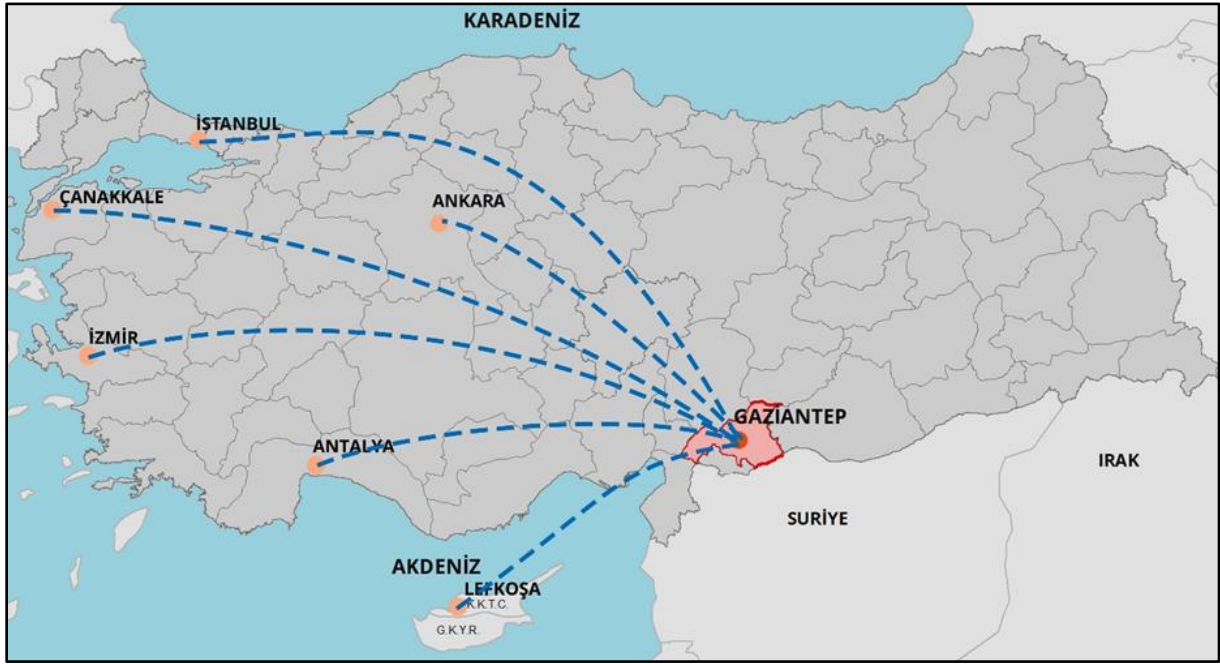 KARADENİZ
İSTANBUL
ÇANAKKALE
ANKARA
İZMİR
GAZİANTEP
ANTALYA
IRAK
SURİYE
AKDENİZ
LEFKOŞA
K.K.T.C.
G.K.Y.R.